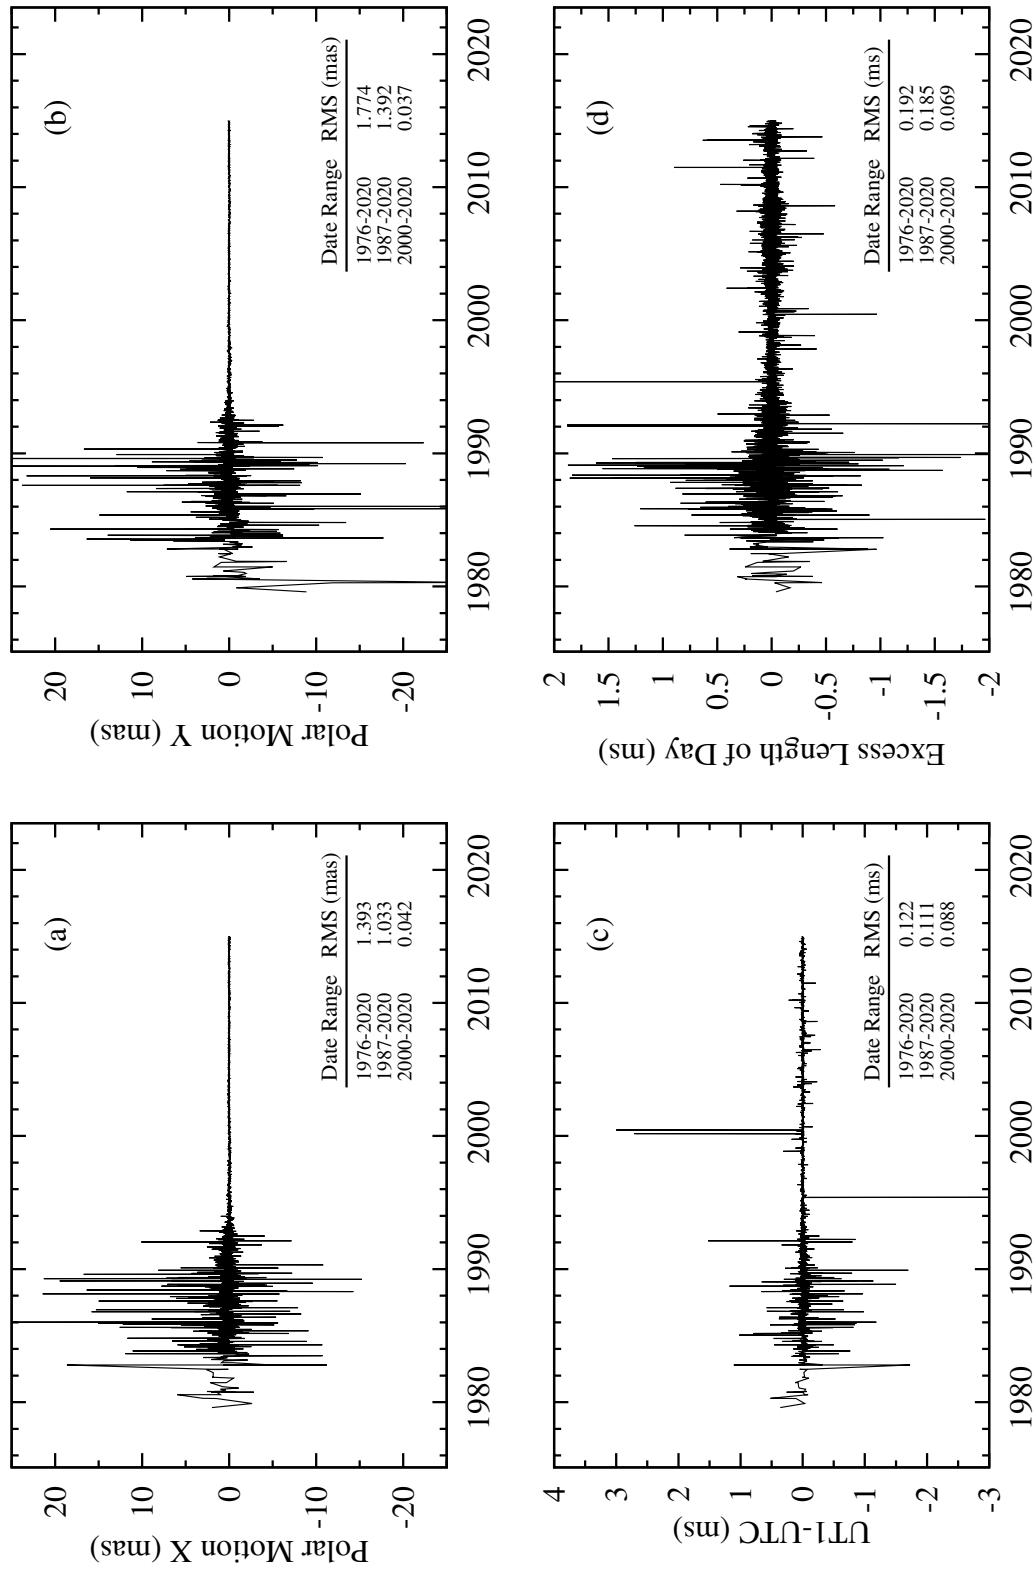 (a)
Polar Motion X (mas)
20
10
0
-10
-20
Date Range RMS (mas)
1976-2020 1.393
1987-2020 1.033
2000-2020 0.042
1980 1990 2000 2010 2020
(b)
Polar Motion Y (mas)
20
10
0
-10
-20
Date Range RMS (mas)
1976-2020 1.774
1987-2020 1.392
2000-2020 0.037
1980 1990 2000 2010 2020
(c)
UT1-UTC (ms)
4
3
2
1
0
-1
-2
-3
Date Range RMS (ms)
1976-2020 0.122
1987-2020 0.111
2000-2020 0.088
1980 1990 2000 2010 2020
(d)
Excess Length of Day (ms)
2
1.5
1
0.5
0
-0.5
-1
-1.5
-2
Date Range RMS (ms)
1976-2020 0.192
1987-2020 0.185
2000-2020 0.069
1980 1990 2000 2010 2020